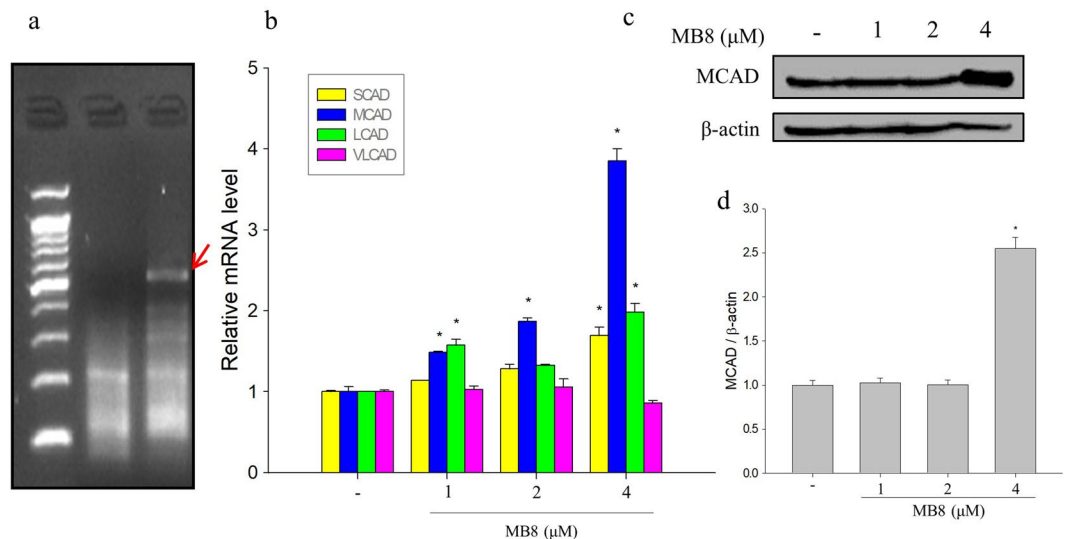 a
b
5
4
3
2
1
0
Relative mRNA level
SCAD
MCAD
LCAD
VLCAD
*
*
*
*
*
*
- 1 2 4
MB8 (μM)
c
MB8 (μM) - 1 2 4
MCAD
β-actin
d
3.0
2.5
2.0
1.5
1.0
0.5
0.0
MCAD / β-actin
*
- 1 2 4
MB8 (μM)